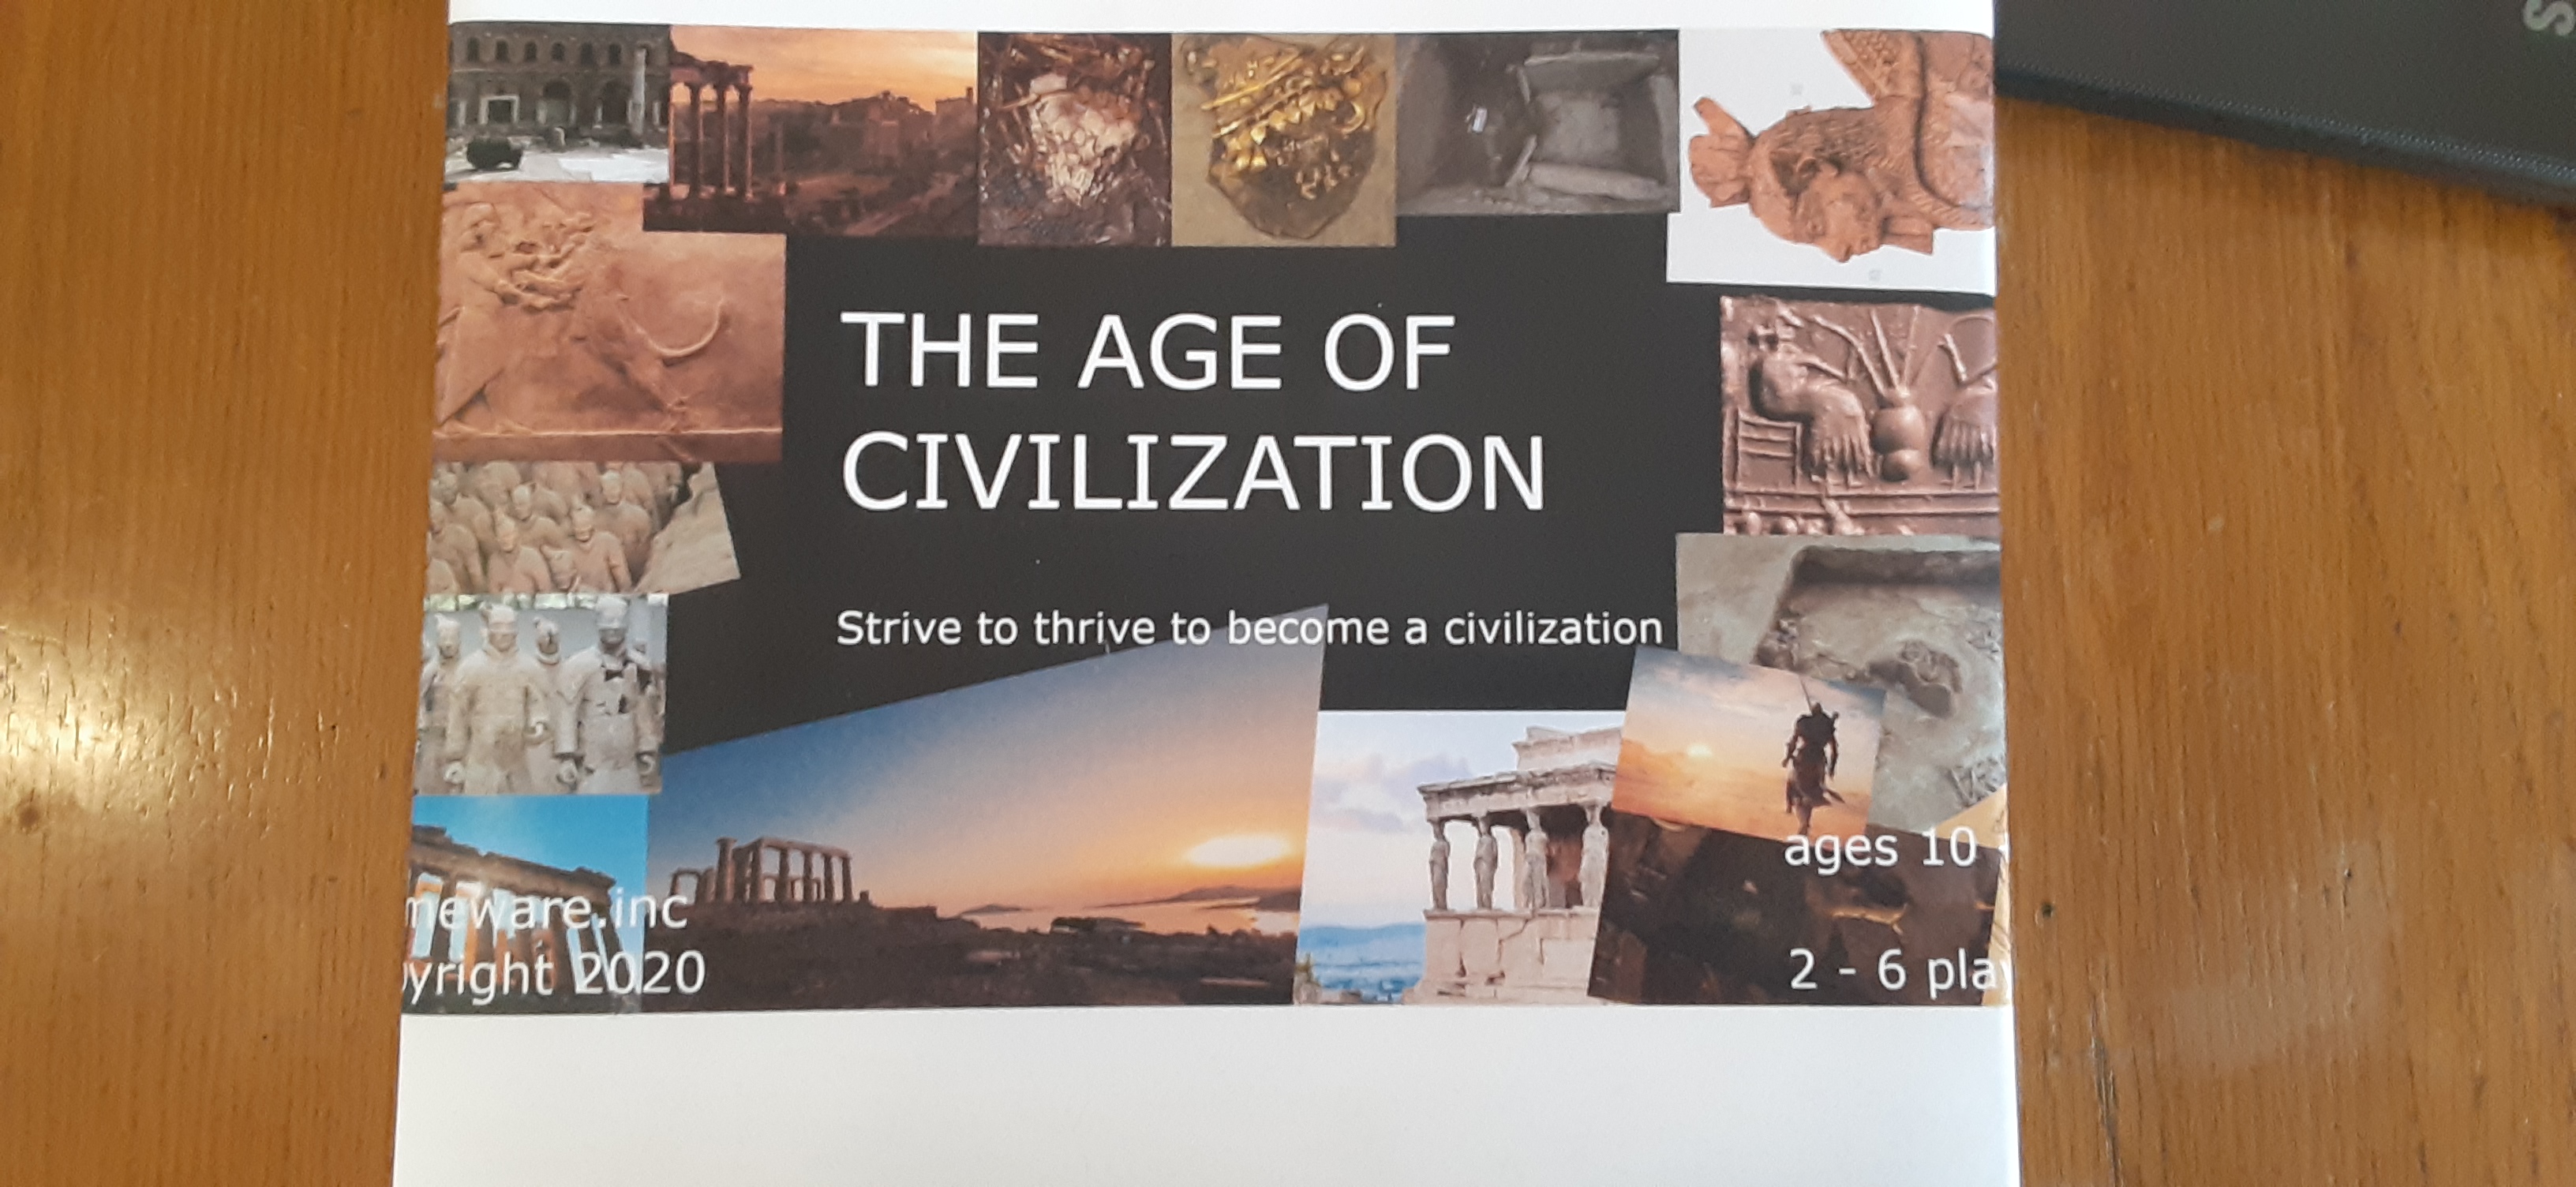 THE AGE OF
CIVILIZATION
Strive to thrive to become a civilization
meware.inc
yright 2020
ages 10
2 - 6 pla
S